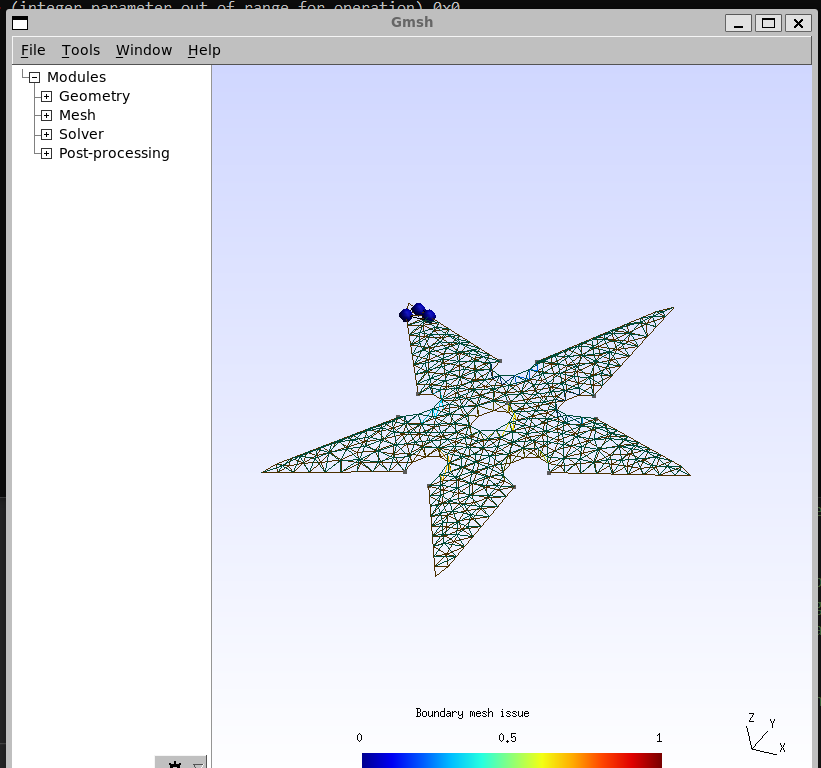 (integer parameter out of range for operation) 0x0
Gmsh
File Tools Window Help
Modules
Geometry
Mesh
Solver
Post-processing
Boundary mesh issue
0 0.5 1
Z
Y
X